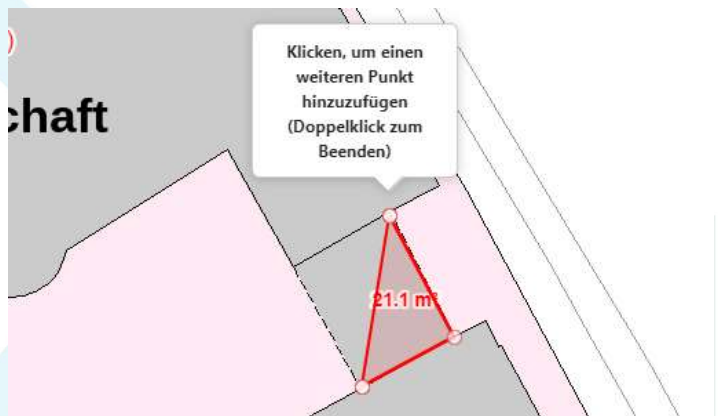 )
Klicken, um einen
weiteren Punkt
hinzuzufügen
(Doppelklick zum
Beenden)
chaft
21.1 m²